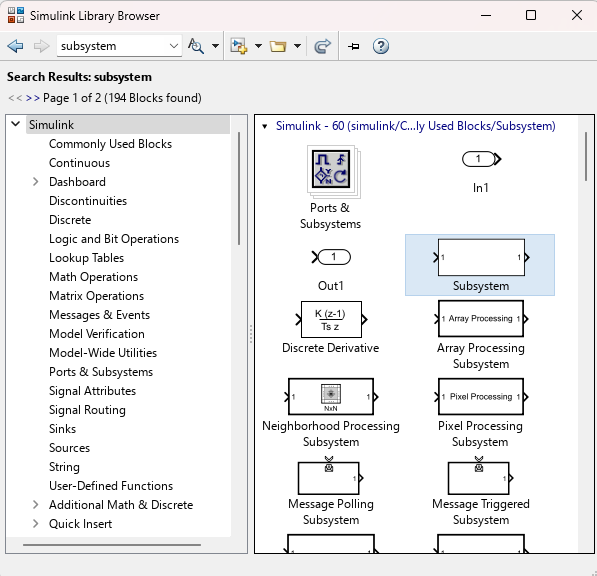 Simulink Library Browser
subsystem
Search Results: subsystem
<< >> Page 1 of 2 (194 Blocks found)
Simulink
Commonly Used Blocks
Continuous
Dashboard
Discontinuities
Discrete
Logic and Bit Operations
Lookup Tables
Math Operations
Matrix Operations
Messages & Events
Model Verification
Model-Wide Utilities
Ports & Subsystems
Signal Attributes
Signal Routing
Sinks
Sources
String
User-Defined Functions
Additional Math & Discrete
Quick Insert
Simulink - 60 (simulink/C...ly Used Blocks/Subsystem)
Ports &
Subsystems
1
In1
1
Out1
1 1
Subsystem
K (z-1)
Ts z
Discrete Derivative
1 Array Processing 1
Array Processing
Subsystem
1 1
NxN
Neighborhood Processing
Subsystem
1 Pixel Processing 1
Pixel Processing
Subsystem
1
Message Polling
Subsystem
1
Message Triggered
Subsystem